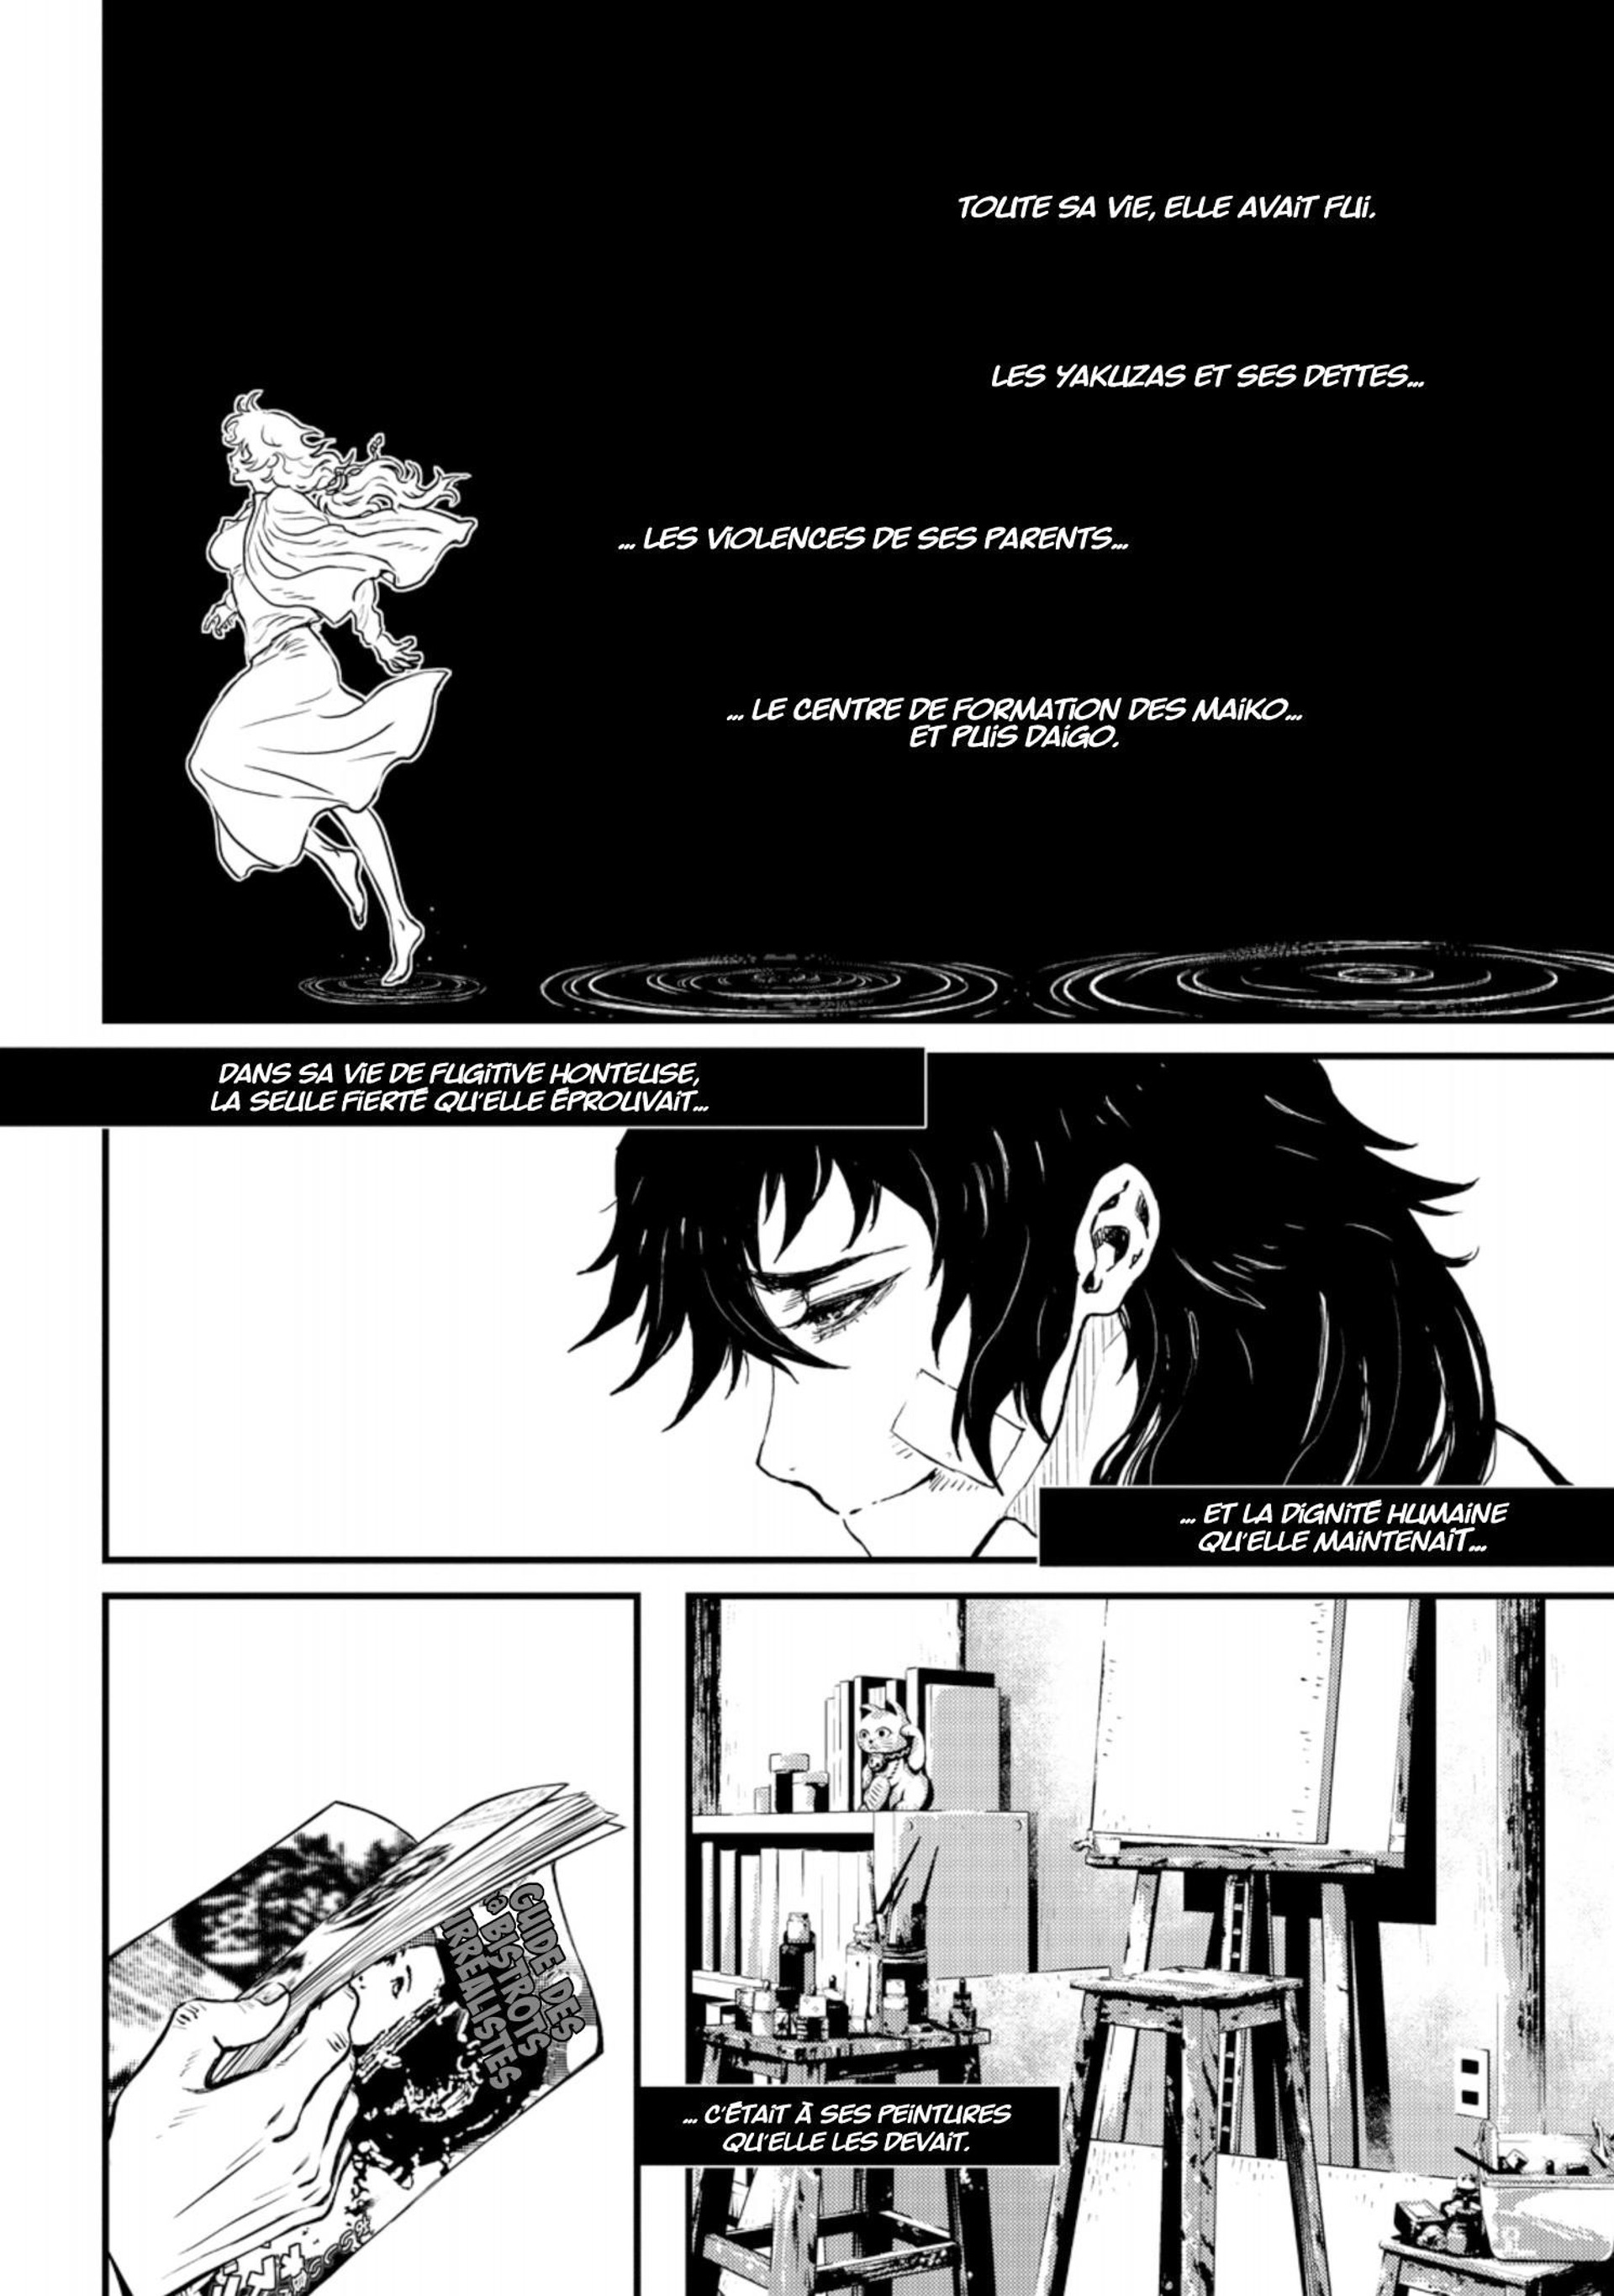 TOUTE SA VIE, ELLE AVAIT FUI.
LES YAKUZAS ET SES DETTES...
... LES VIOLENCES DE SES PARENTS...
... LE CENTRE DE FORMATION DES MAIKO...
ET PUIS DAIGO.
DANS SA VIE DE FUGITIVE HONTEUSE,
LA SEULE FIERTÉ QU'ELLE ÉPROUVAIT...
... ET LA DIGNITÉ HUMAINE
QU'ELLE MAINTENAIT...
GUIDE DES
BISTROTS
IRRÉALISTES
... C'ÉTAIT À SES PEINTURES
QU'ELLE LES DEVAIT.